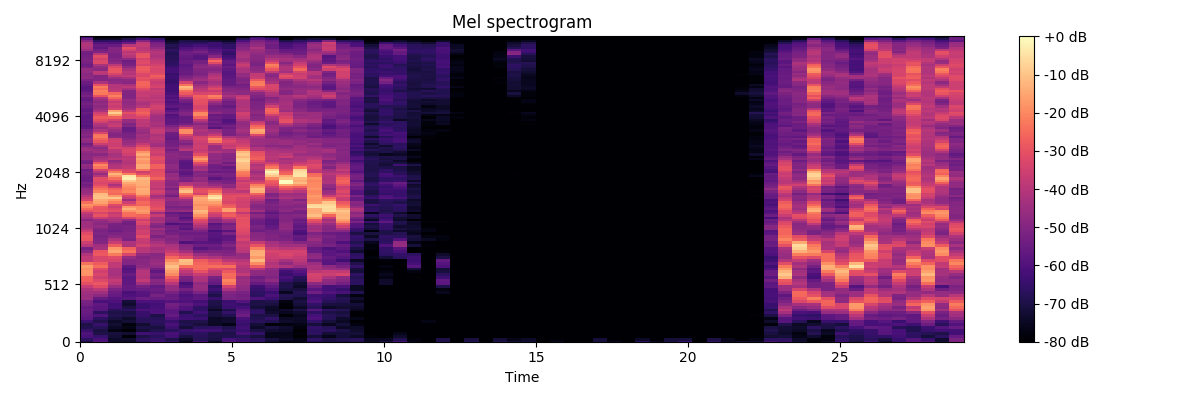 Mel spectrogram
8192
4096
2048
1024
512
0
Hz
0 5 10 15 20 25
Time
+0 dB
-10 dB
-20 dB
-30 dB
-40 dB
-50 dB
-60 dB
-70 dB
-80 dB